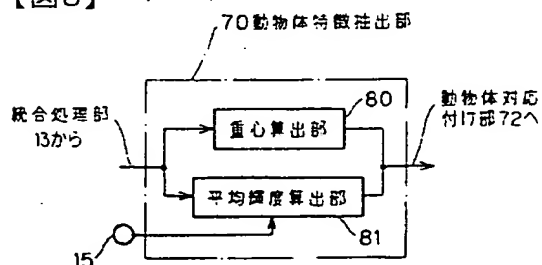 70動物体特徴抽出部
80
統合処理部
13から
重心算出部
動物体対応
付け部72へ
平均輝度算出部
15
81